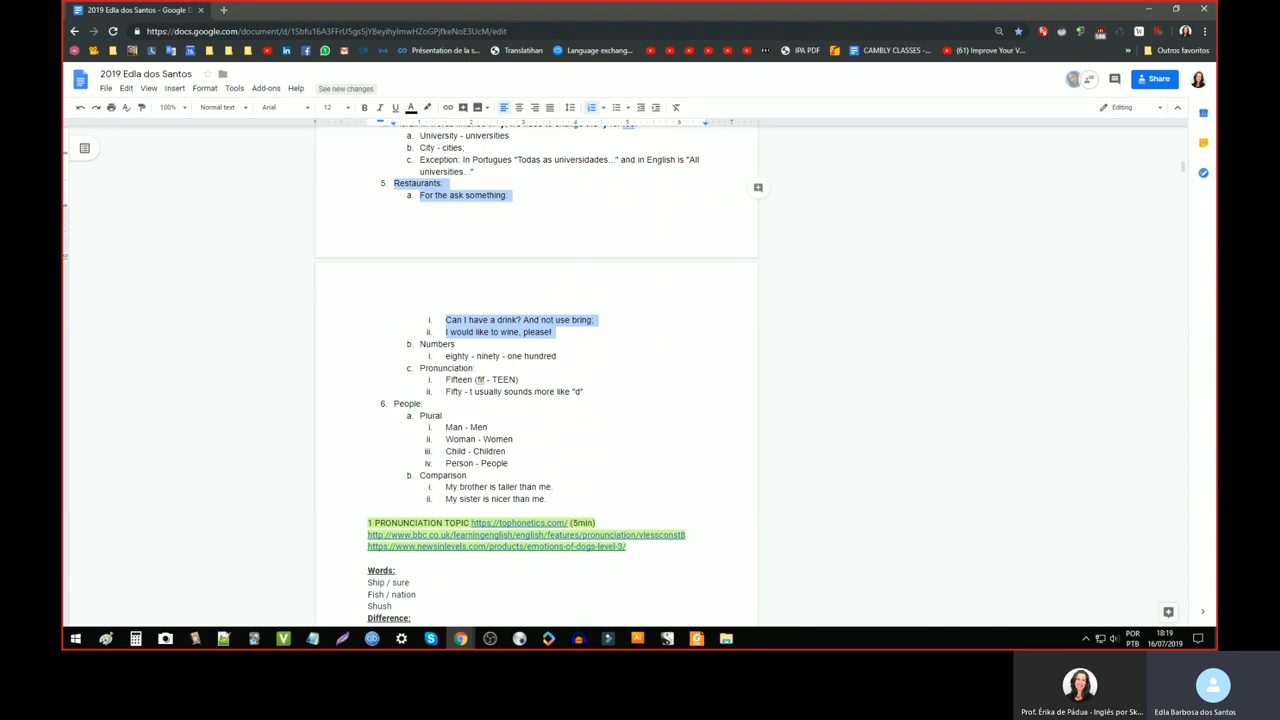 2019 Edla dos Santos - Google D
https://docs.google.com/document/d/1Sbfu16A3FFrUSgs5jYBeyihyImwHZoGPjfkeNoE3UcM/edit
Présentation de la s...
Translatihan
Language exchang...
IPA PDF
CAMBLY CLASSES -...
(61) Improve Your V...
Outros favoritos
2019 Edla dos Santos
File Edit View Insert Format Tools Add-ons Help See new changes
Share
100% Normal text Arial 12 Editing
a. University - universities
b. City - cities;
c. Exception: In Portugues "Todas as universidades..." and in English is "All
universities..."
5. Restaurants:
a. For the ask something:
i. Can I have a drink? And not use bring;
ii. I would like to wine, please!
b. Numbers
i. eighty - ninety - one hundred
c. Pronunciation:
i. Fifteen (fif - TEEN)
ii. Fifty - t usually sounds more like "d"
6. People:
a. Plural
i. Man - Men
ii. Woman - Women
iii. Child - Children
iv. Person - People
b. Comparison
i. My brother is taller than me.
ii. My sister is nicer than me.
1 PRONUNCIATION TOPIC https://tophonetics.com/ (5min)
http://www.bbc.co.uk/learningenglish/english/features/pronunciation/vlessconst8
https://www.newsinlevels.com/products/emotions-of-dogs-level-3/
Words:
Ship / sure
Fish / nation
Shush
Difference:
POR
PTB
18:19
16/07/2019
Prof. Érika de Pádua - Inglês por Sk...
Edla Barbosa dos Santos